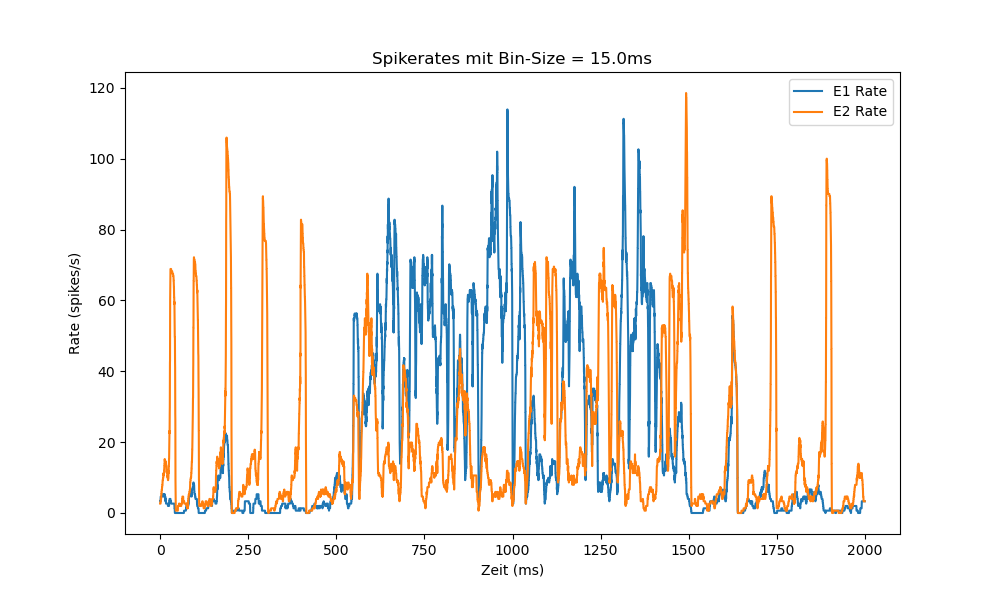 Spikerates mit Bin-Size = 15.0ms
E1 Rate
E2 Rate
120
100
80
60
40
20
0
Rate (spikes/s)
0 250 500 750 1000 1250 1500 1750 2000
Zeit (ms)